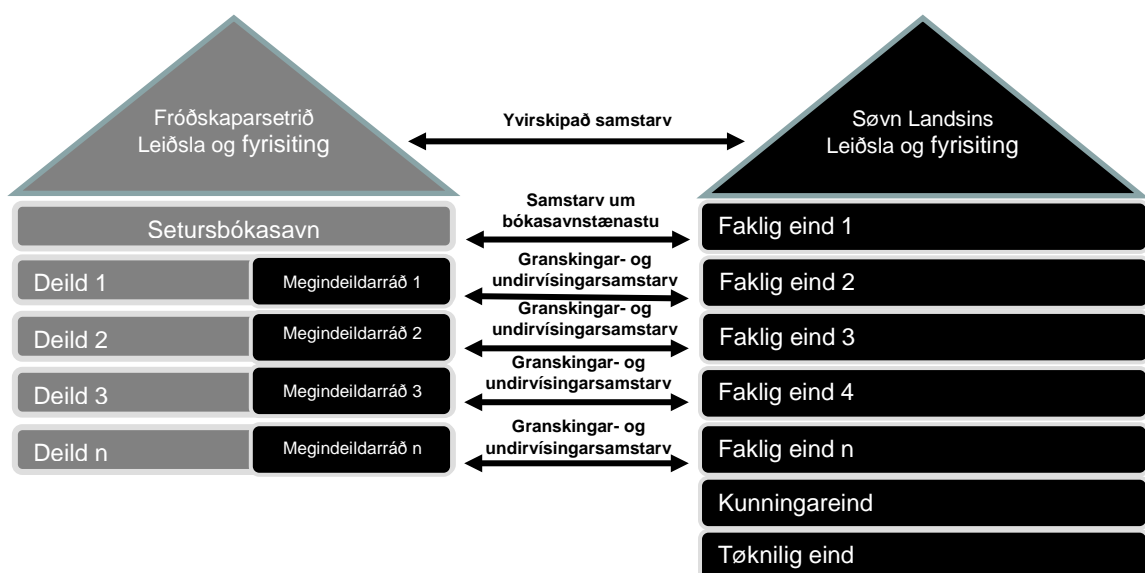 Fróðskaparsetrið
Leiðsla og fyrisiting
Yvirskipað samstarv
Søvn Landsins
Leiðsla og fyrisiting
Setursbókasavn
Samstarv um
bókasavnstænastu
Faklig eind 1
Deild 1
Megindeildarráð 1
Granskingar- og
undirvísingarsamstarv
Faklig eind 2
Deild 2
Megindeildarráð 2
Granskingar- og
undirvísingarsamstarv
Faklig eind 3
Deild 3
Megindeildarráð 3
Granskingar- og
undirvísingarsamstarv
Faklig eind 4
Deild n
Megindeildarráð n
Granskingar- og
undirvísingarsamstarv
Faklig eind n
Kunningareind
Tøknilig eind